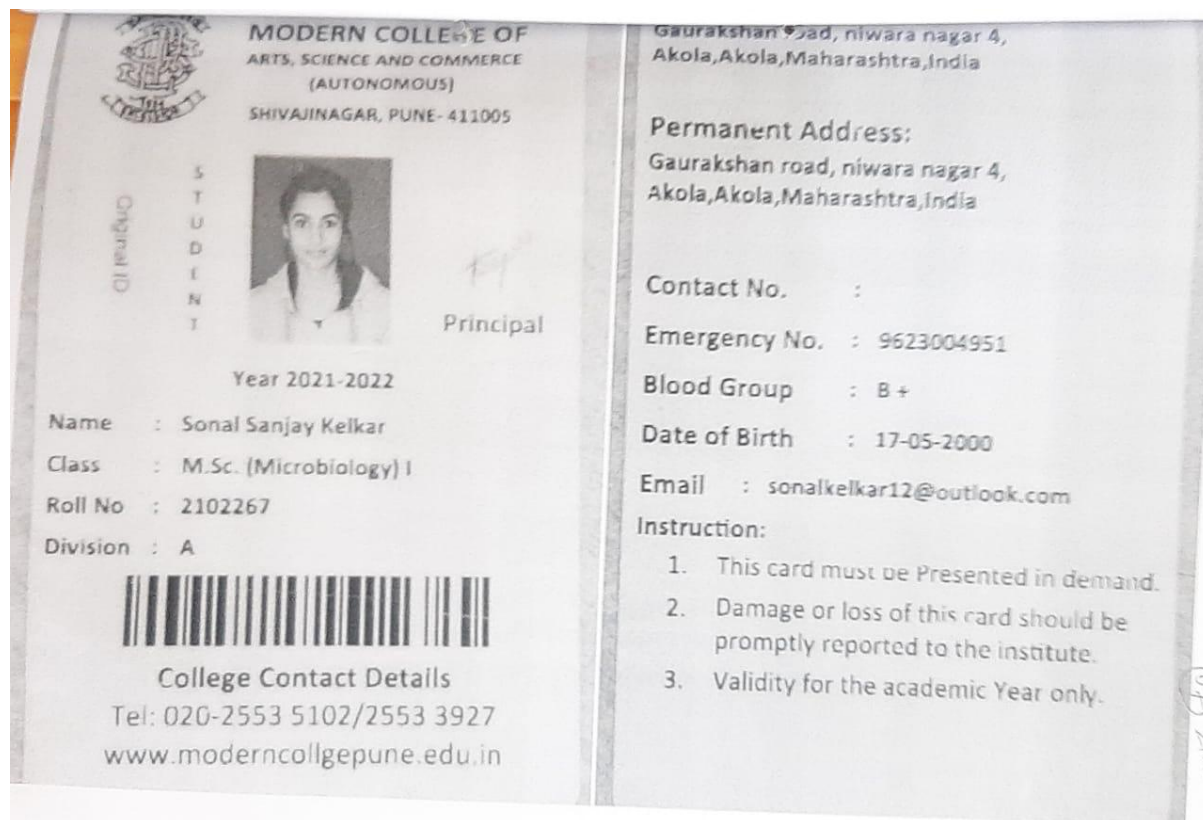 MODERN COLLEGE OF
ARTS, SCIENCE AND COMMERCE
(AUTONOMOUS)
SHIVAJINAGAR, PUNE- 411005
STUDENT
Original ID
Principal
Year 2021-2022
Name : Sonal Sanjay Kelkar
Class : M.Sc. (Microbiology) I
Roll No : 2102267
Division : A
College Contact Details
Tel: 020-2553 5102/2553 3927
www.moderncollgepune.edu.in
Gaurakshan road, niwara nagar 4,
Akola,Akola,Maharashtra,India
Permanent Address:
Gaurakshan road, niwara nagar 4,
Akola,Akola,Maharashtra,India
Contact No. :
Emergency No. : 9623004951
Blood Group : B +
Date of Birth : 17-05-2000
Email : sonalkelkar12@outlook.com
Instruction:
1. This card must be Presented in demand.
2. Damage or loss of this card should be
promptly reported to the institute.
3. Validity for the academic Year only.